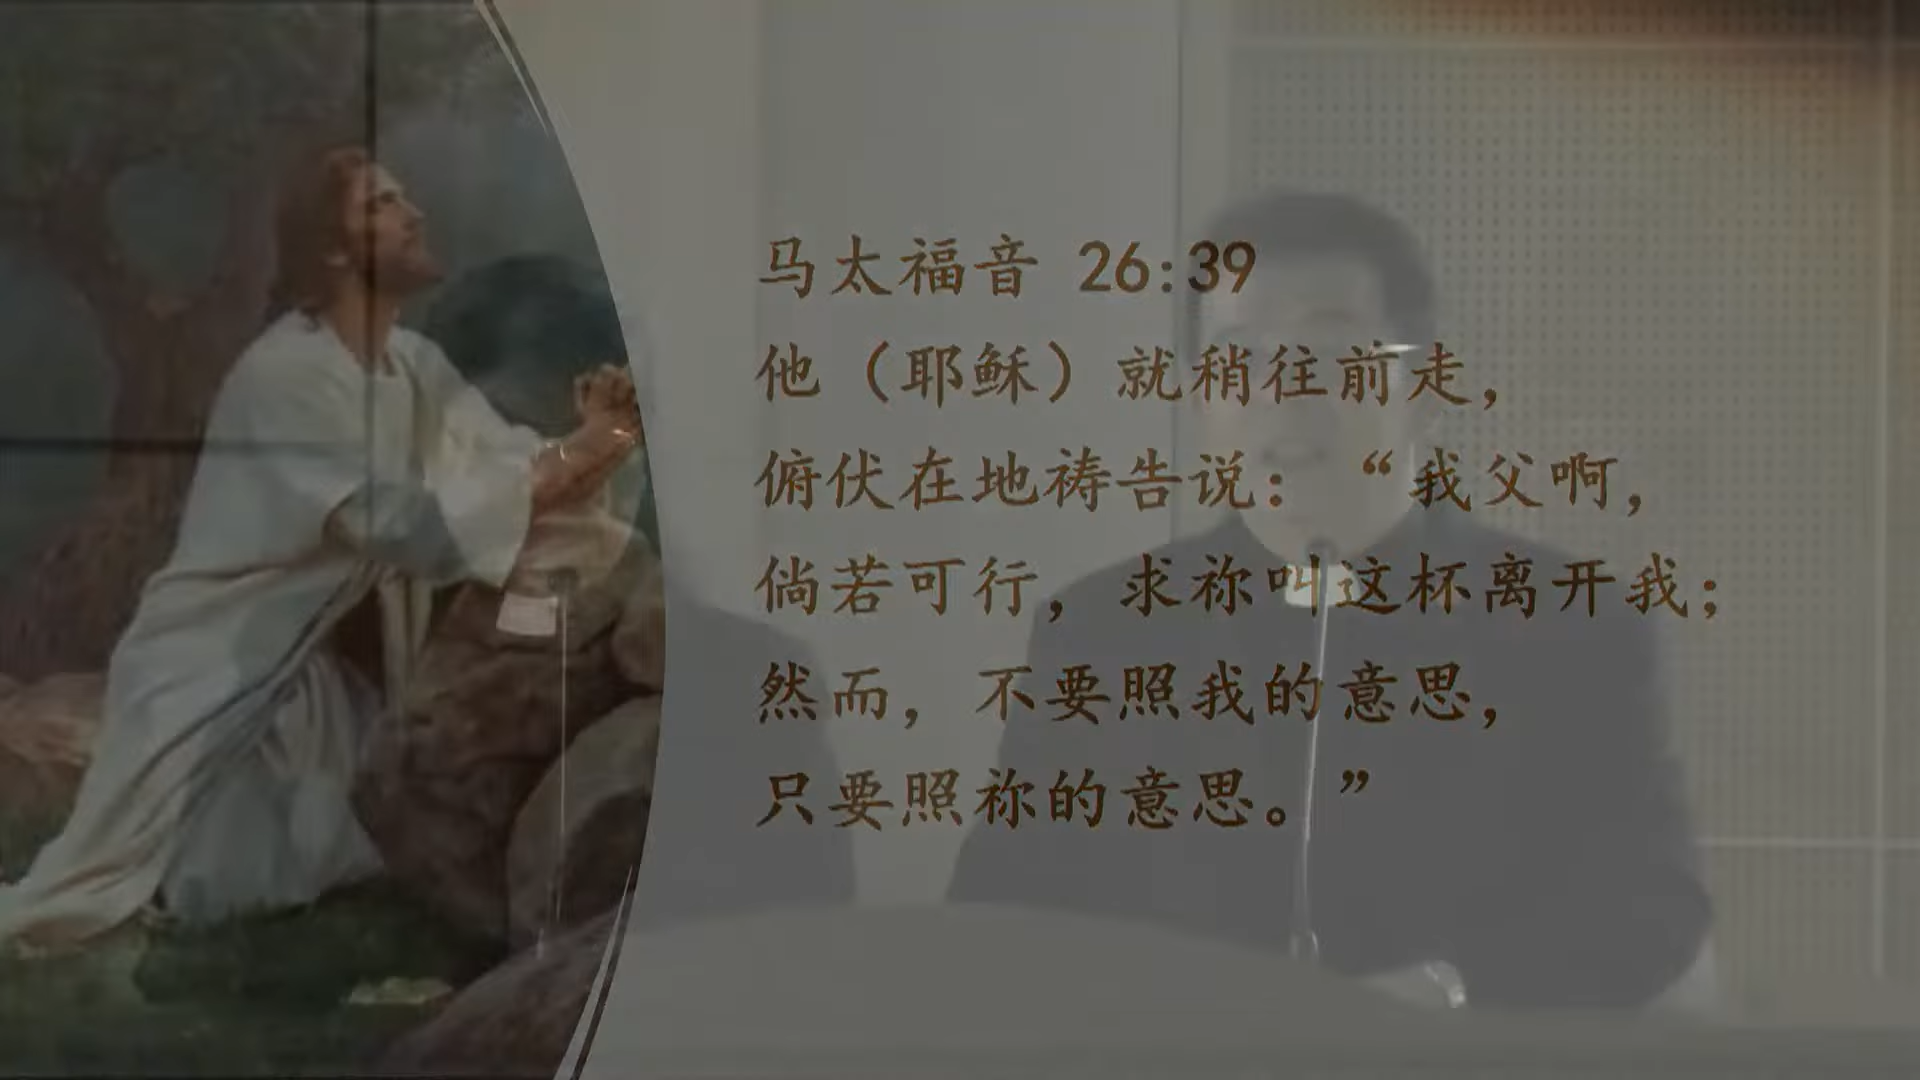 马太福音 26:39
他（耶稣）就稍往前走，
俯伏在地祷告说：“我父啊，
倘若可行，求祢叫这杯离开我；
然而，不要照我的意思，
只要照祢的意思。”